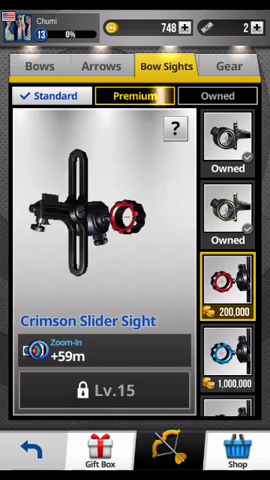 Chumi
13
0%
748
2
Bows
Arrows
Bow Sights
Gear
Standard
Premium
Owned
?
Owned
Owned
200,000
1,000,000
Crimson Slider Sight
Zoom-in
+59m
Lv.15
Gift Box
Shop